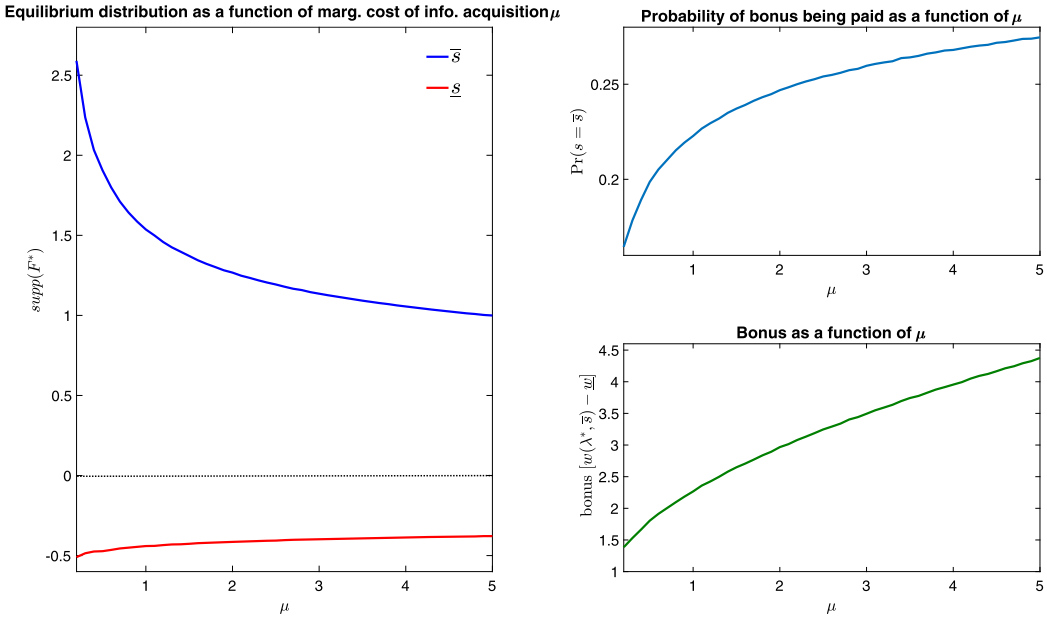 Equilibrium distribution as a function of marg. cost of info. acquisition μ
2.5
2
1.5
1
0.5
0
-0.5
supp(F*)
s̅
s̲
1 2 3 4 5
μ
Probability of bonus being paid as a function of μ
0.25
0.2
Pr(s = s̅)
1 2 3 4 5
μ
Bonus as a function of μ
4.5
4
3.5
3
2.5
2
1.5
1
bonus [w(λ*, s̅) − w̲]
1 2 3 4 5
μ